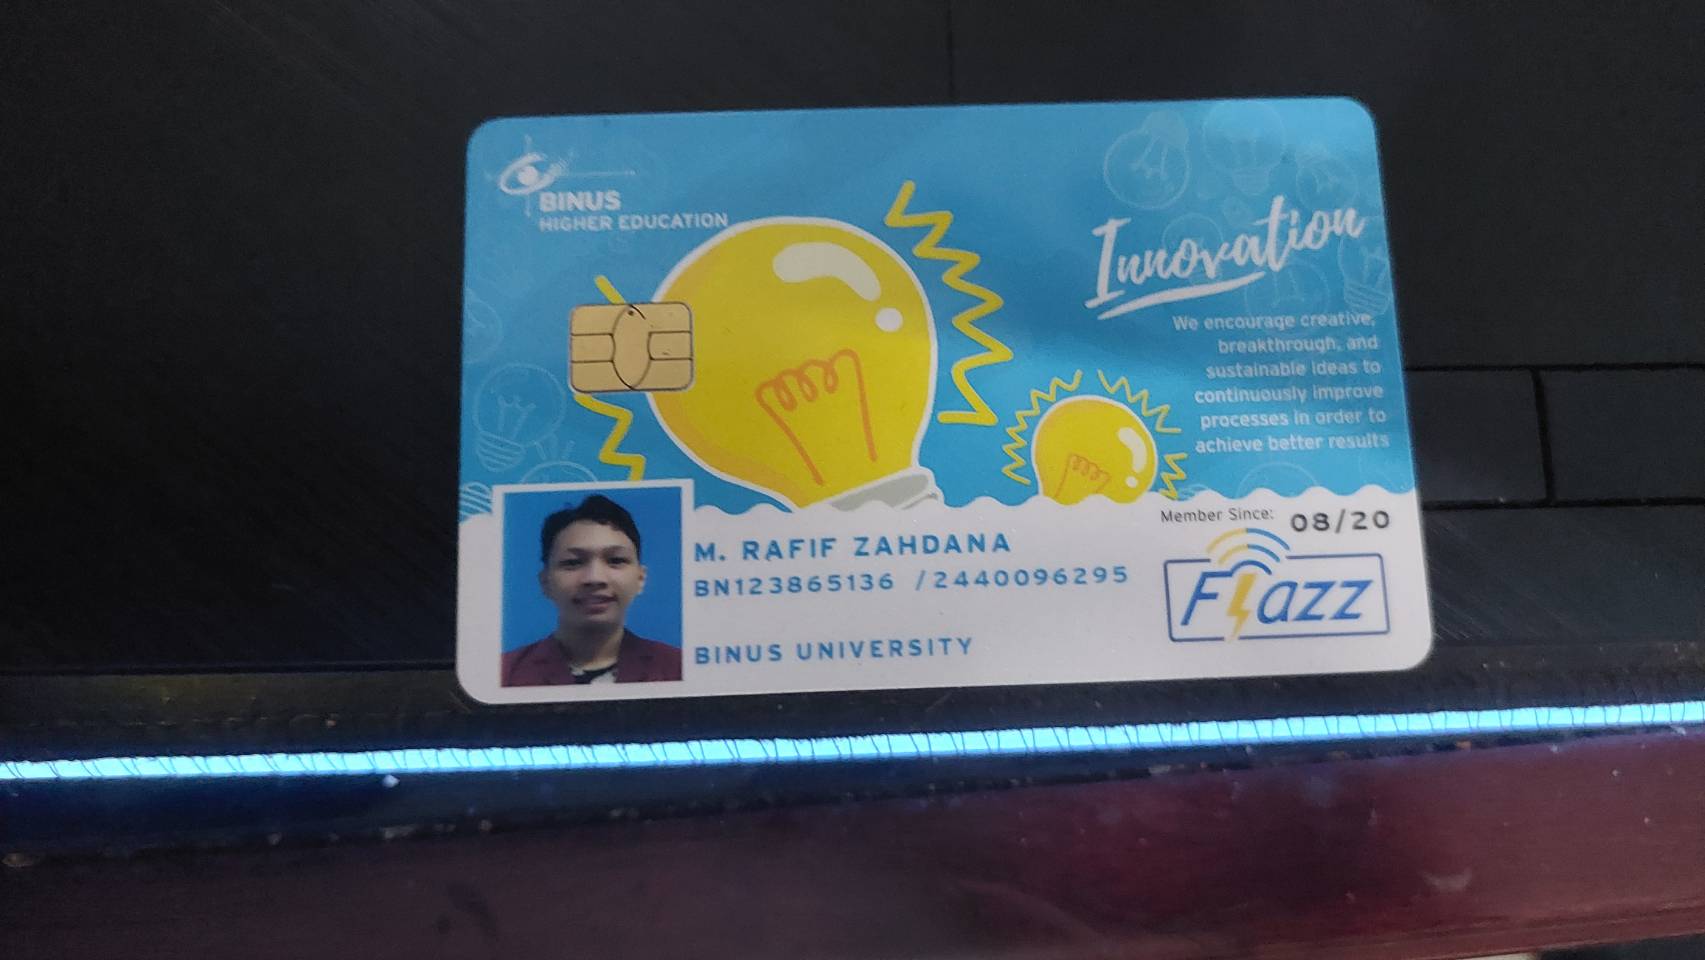 BINUS
HIGHER EDUCATION
Innovation
We encourage creative,
breakthrough, and
sustainable ideas to
continuously improve
processes in order to
achieve better results
Member Since: 08/20
M. RAFIF ZAHDANA
BN123865136 / 2440096295
Flazz
BINUS UNIVERSITY